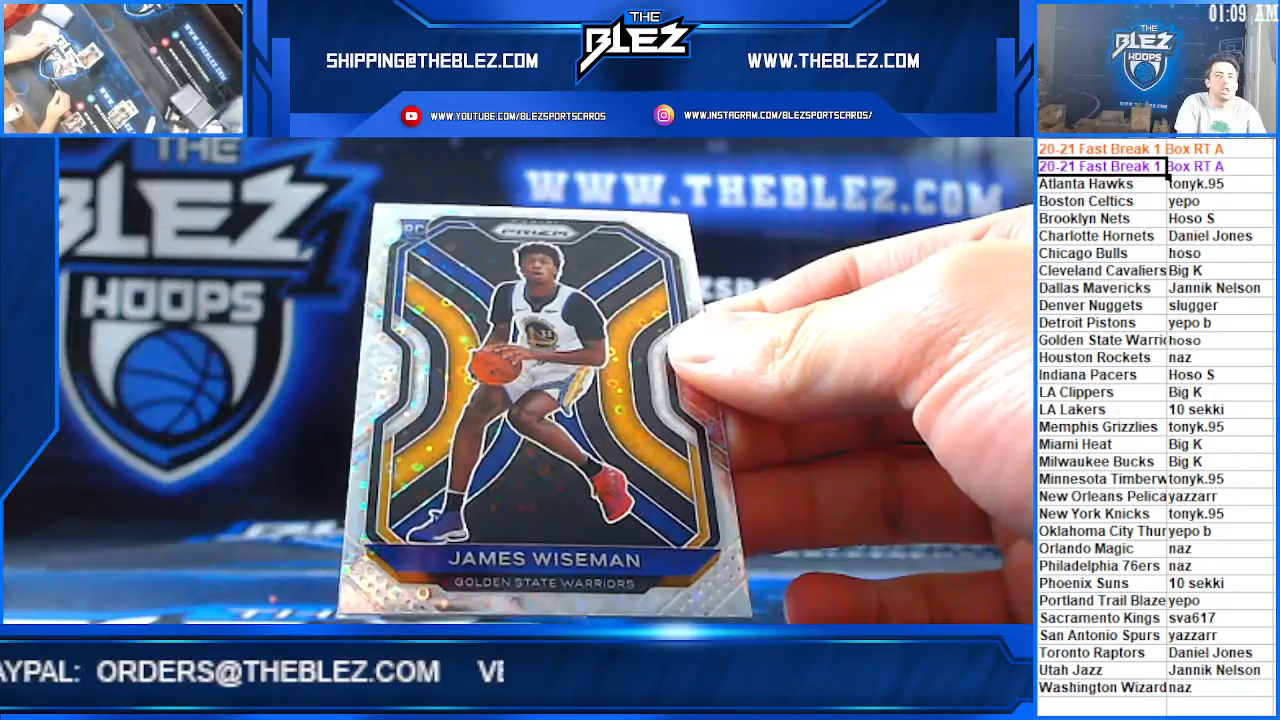 THE
BLEZ
SHIPPING@THEBLEZ.COM
WWW.THEBLEZ.COM
WWW.YOUTUBE.COM/BLEZSPORTSCARDS
WWW.INSTAGRAM.COM/BLEZSPORTSCARDS/
01:09 AM
THE
BLEZ
HOOPS
THE
BLEZ
HOOPS
WWW.THEBLEZ.COM
RC
PRIZM
JAMES WISEMAN
GOLDEN STATE WARRIORS
AYPAL: ORDERS@THEBLEZ.COM
20-21 Fast Break 1 Box RT A
20-21 Fast Break 1 Box RT A
Atlanta Hawks tonyk.95
Boston Celtics yepo
Brooklyn Nets Hoso S
Charlotte Hornets Daniel Jones
Chicago Bulls hoso
Cleveland Cavaliers Big K
Dallas Mavericks Jannik Nelson
Denver Nuggets slugger
Detroit Pistons yepo b
Golden State Warri hoso
Houston Rockets naz
Indiana Pacers Hoso S
LA Clippers Big K
LA Lakers 10 sekki
Memphis Grizzlies tonyk.95
Miami Heat Big K
Milwaukee Bucks Big K
Minnesota Timberw tonyk.95
New Orleans Pelica yazzarr
New York Knicks tonyk.95
Oklahoma City Thur yepo b
Orlando Magic naz
Philadelphia 76ers naz
Phoenix Suns 10 sekki
Portland Trail Blaze yepo
Sacramento Kings sva617
San Antonio Spurs yazzarr
Toronto Raptors Daniel Jones
Utah Jazz Jannik Nelson
Washington Wizard naz